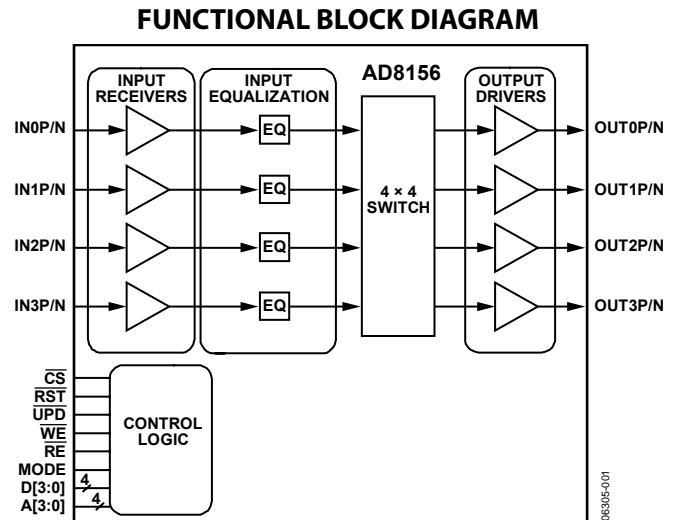 FUNCTIONAL BLOCK DIAGRAM
INPUT
RECEIVERS
INPUT
EQUALIZATION
AD8156
OUTPUT
DRIVERS
IN0P/N
EQ
OUT0P/N
IN1P/N
EQ
4 × 4
SWITCH
OUT1P/N
IN2P/N
EQ
OUT2P/N
IN3P/N
EQ
OUT3P/N
CS
RST
UPD
WE
RE
MODE
D[3:0]
4
A[3:0]
4
CONTROL
LOGIC
06305-001